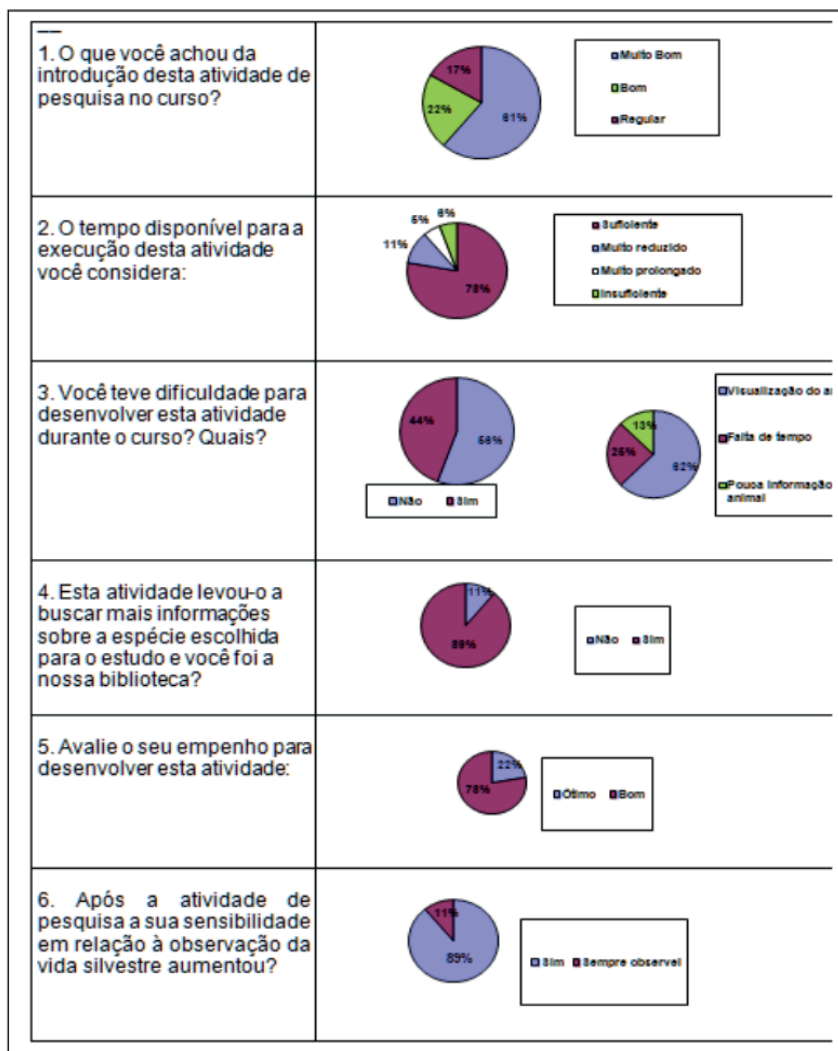 1. O que você achou da
introdução desta atividade de
pesquisa no curso?
17%
22%
61%
Muito Bom
Bom
Regular
2. O tempo disponível para a
execução desta atividade
você considera:
5%
6%
11%
78%
Suficiente
Muito reduzido
Muito prolongado
Insuficiente
3. Você teve dificuldade para
desenvolver esta atividade
durante o curso? Quais?
44%
56%
Não Sim
13%
25%
62%
Visualização do
Falta de tempo
Pouca informação
animal
4. Esta atividade levou-o a
buscar mais informações
sobre a espécie escolhida
para o estudo e você foi a
nossa biblioteca?
11%
89%
Não Sim
5. Avalie o seu empenho para
desenvolver esta atividade:
22%
78%
Ótimo Bom
6. Após a atividade de
pesquisa a sua sensibilidade
em relação à observação da
vida silvestre aumentou?
11%
89%
Sim Sempre observei